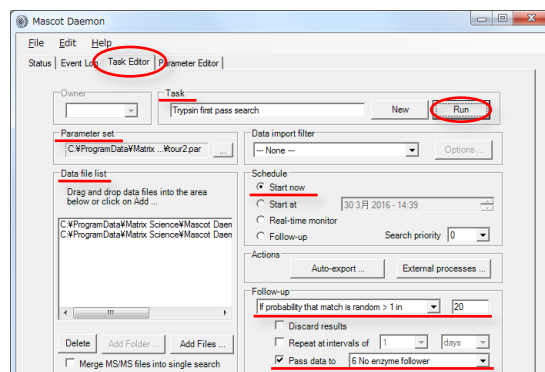 Mascot Daemon
File Edit Help
Status Event Log Task Editor Parameter Editor
Owner
Task
Trypsin first pass search
New
Run
Parameter set
C:¥ProgramData¥Matrix ...¥tour2.par
...
Data import filter
--- None ---
Options ...
Data file list
Drag and drop data files into the area
below or click on Add ...
C:¥ProgramData¥Matrix Science¥Mascot Daen
C:¥ProgramData¥Matrix Science¥Mascot Daen
Delete
Add Folder ...
Add Files ...
Merge MS/MS files into single search
Schedule
Start now
Start at 30 3月 2016 - 14:39
Real-time monitor
Follow-up
Search priority 0
Actions
Auto-export ...
External processes ...
Follow-up
If probability that match is random > 1 in 20
Discard results
Repeat at intervals of 1 days
Pass data to 6 No enzyme follower